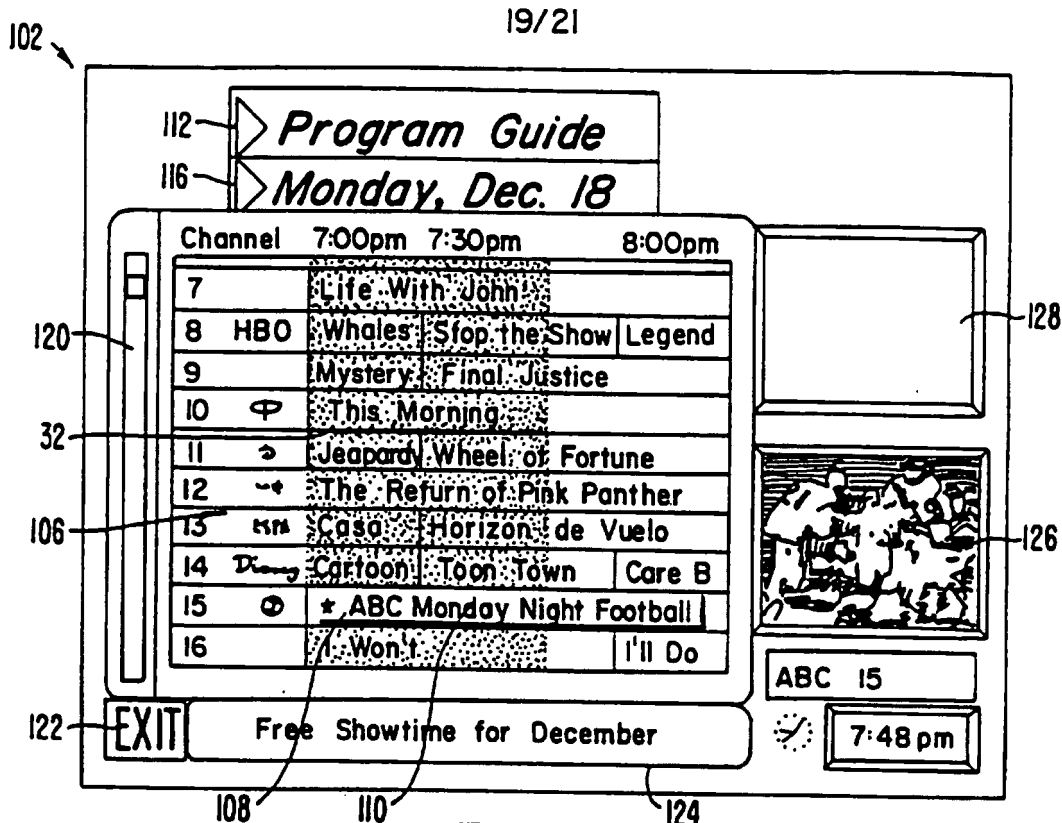 19/21
102
112 Program Guide
116 Monday, Dec. 18
Channel 7:00pm 7:30pm 8:00pm
7 Life With John
8 HBO Whales Stop the Show Legend
9 Mystery Final Justice
10 This Morning
11 Jeapardy Wheel of Fortune
12 The Return of Pink Panther
13 Casa Horizon de Vuelo
14 Disney Cartoon Toon Town Care B
15 * ABC Monday Night Football
16 I Won't I'll Do
120
32
106
128
126
ABC 15
122 EXIT Free Showtime for December 7:48 pm
108 110 124